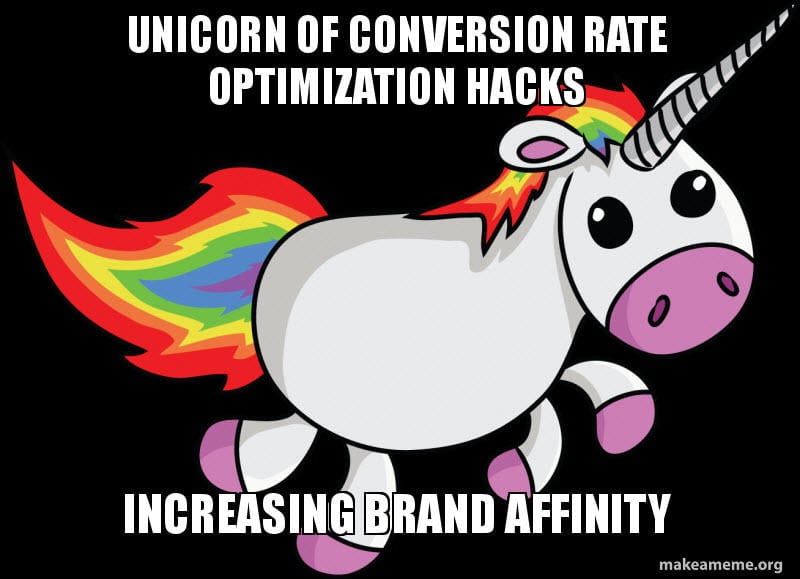 UNICORN OF CONVERSION RATE
OPTIMIZATION HACKS
INCREASING BRAND AFFINITY
makeameme.org